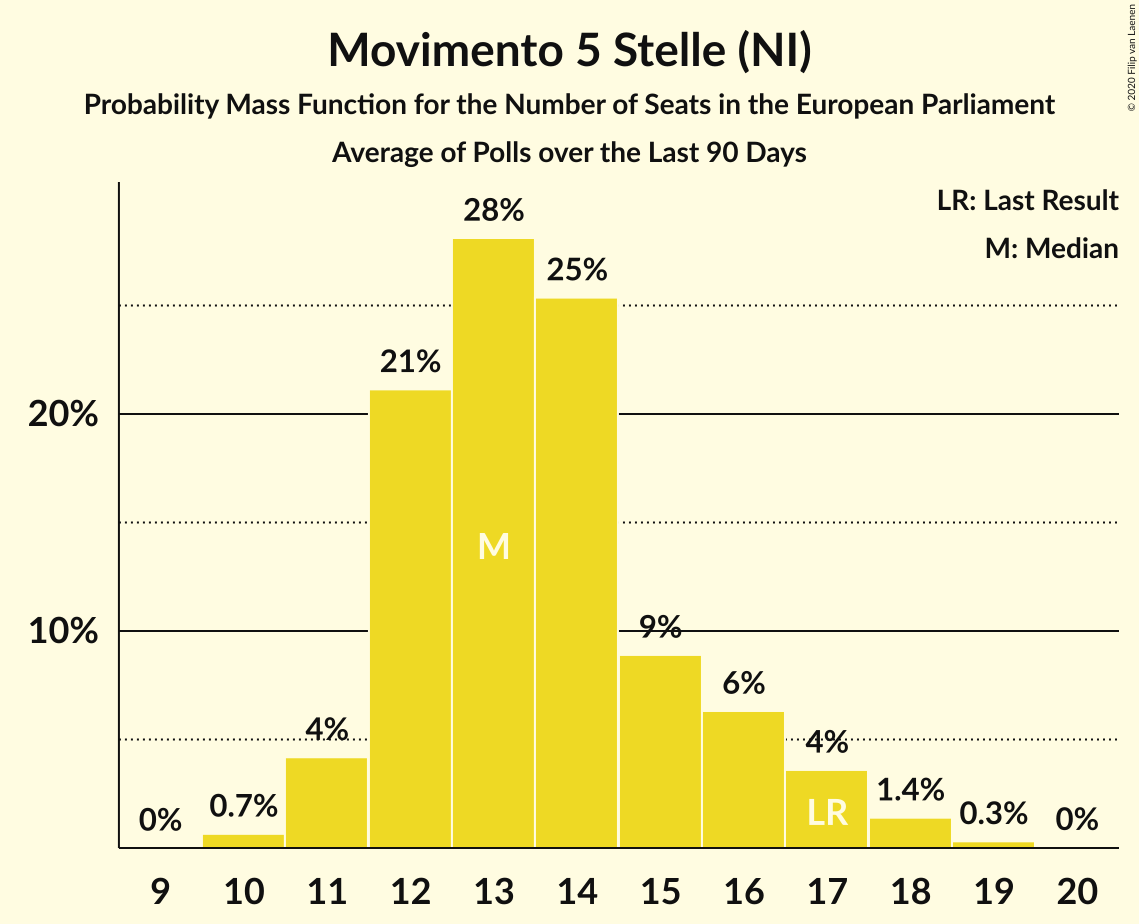 Movimento 5 Stelle (NI)
Probability Mass Function for the Number of Seats in the European Parliament
Average of Polls over the Last 90 Days
© 2020 Filip van Laenen
LR: Last Result
M: Median
28%
25%
21%
20%
M
10%
9%
6%
4%
4%
1.4%
0.7%
LR
0.3%
0%
0%
9 10 11 12 13 14 15 16 17 18 19 20